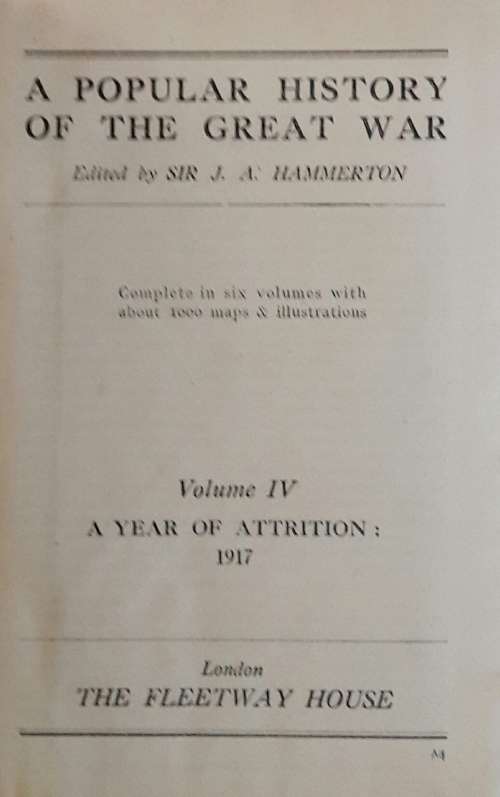 A POPULAR HISTORY
OF THE GREAT WAR
Edited by SIR J. A. HAMMERTON
Complete in six volumes with
about 1000 maps & illustrations
Volume IV
A YEAR OF ATTRITION :
1917
London
THE FLEETWAY HOUSE